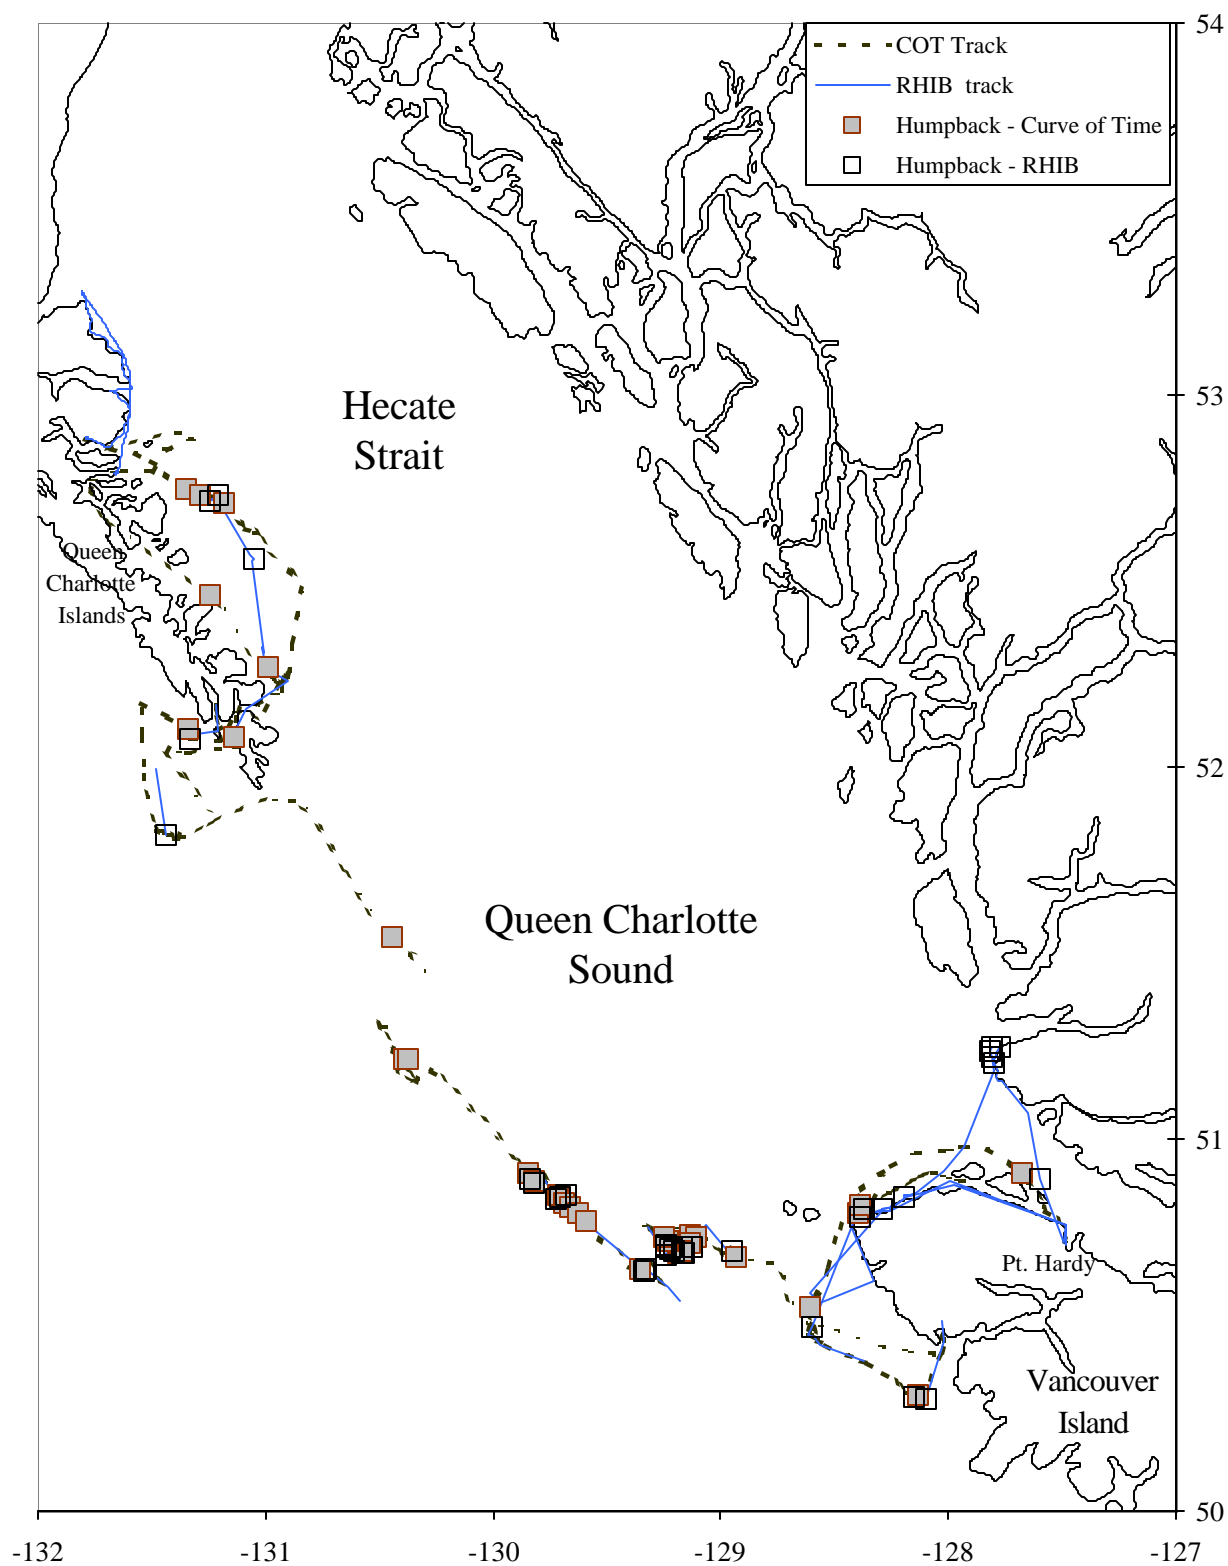 54
COT Track
RHIB track
Humpback - Curve of Time
Humpback - RHIB
Hecate
Strait
53
Queen
Charlotte
Islands
52
Queen Charlotte
Sound
51
Pt. Hardy
Vancouver
Island
50
-132 -131 -130 -129 -128 -127